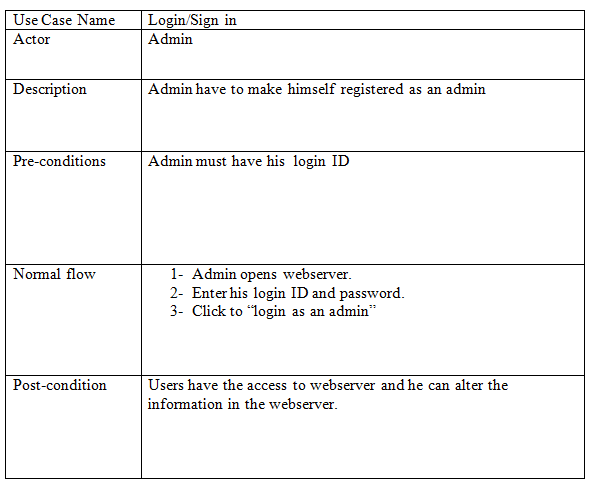 Use Case Name Login/Sign in
Actor Admin
Description Admin have to make himself registered as an admin
Pre-conditions Admin must have his login ID
Normal flow 1- Admin opens webserver.
2- Enter his login ID and password.
3- Click to “login as an admin”
Post-condition Users have the access to webserver and he can alter the
information in the webserver.